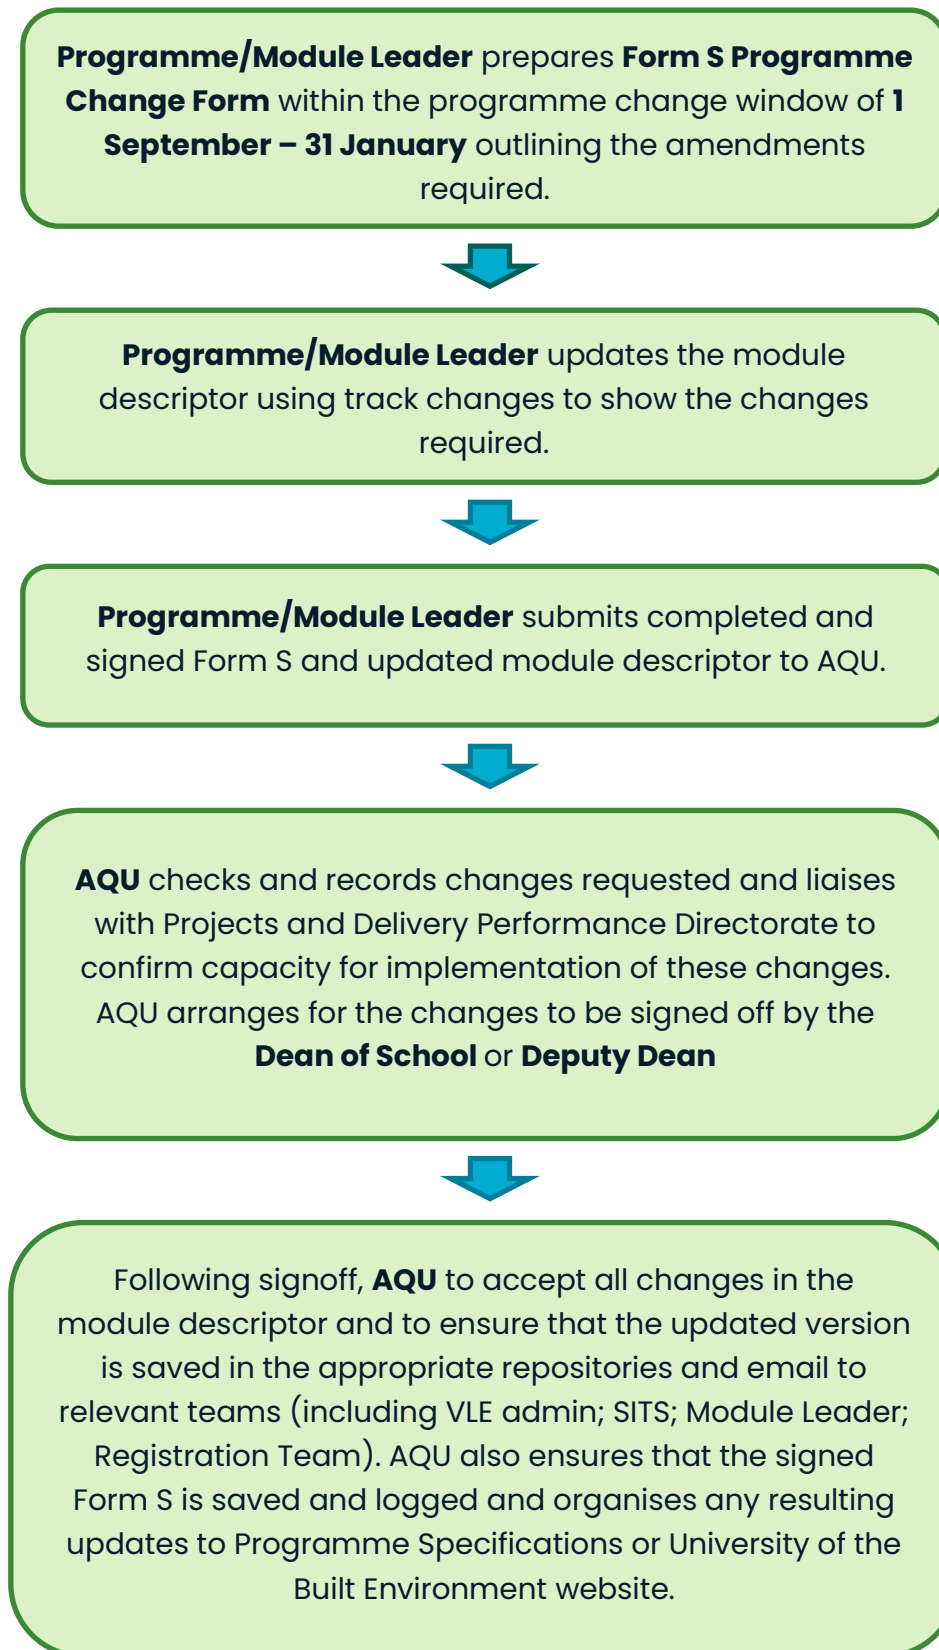 Programme/Module Leader prepares Form S Programme
Change Form within the programme change window of 1
September – 31 January outlining the amendments
required.
Programme/Module Leader updates the module
descriptor using track changes to show the changes
required.
Programme/Module Leader submits completed and
signed Form S and updated module descriptor to AQU.
AQU checks and records changes requested and liaises
with Projects and Delivery Performance Directorate to
confirm capacity for implementation of these changes.
AQU arranges for the changes to be signed off by the
Dean of School or Deputy Dean
Following signoff, AQU to accept all changes in the
module descriptor and to ensure that the updated version
is saved in the appropriate repositories and email to
relevant teams (including VLE admin; SITS; Module Leader;
Registration Team). AQU also ensures that the signed
Form S is saved and logged and organises any resulting
updates to Programme Specifications or University of the
Built Environment website.